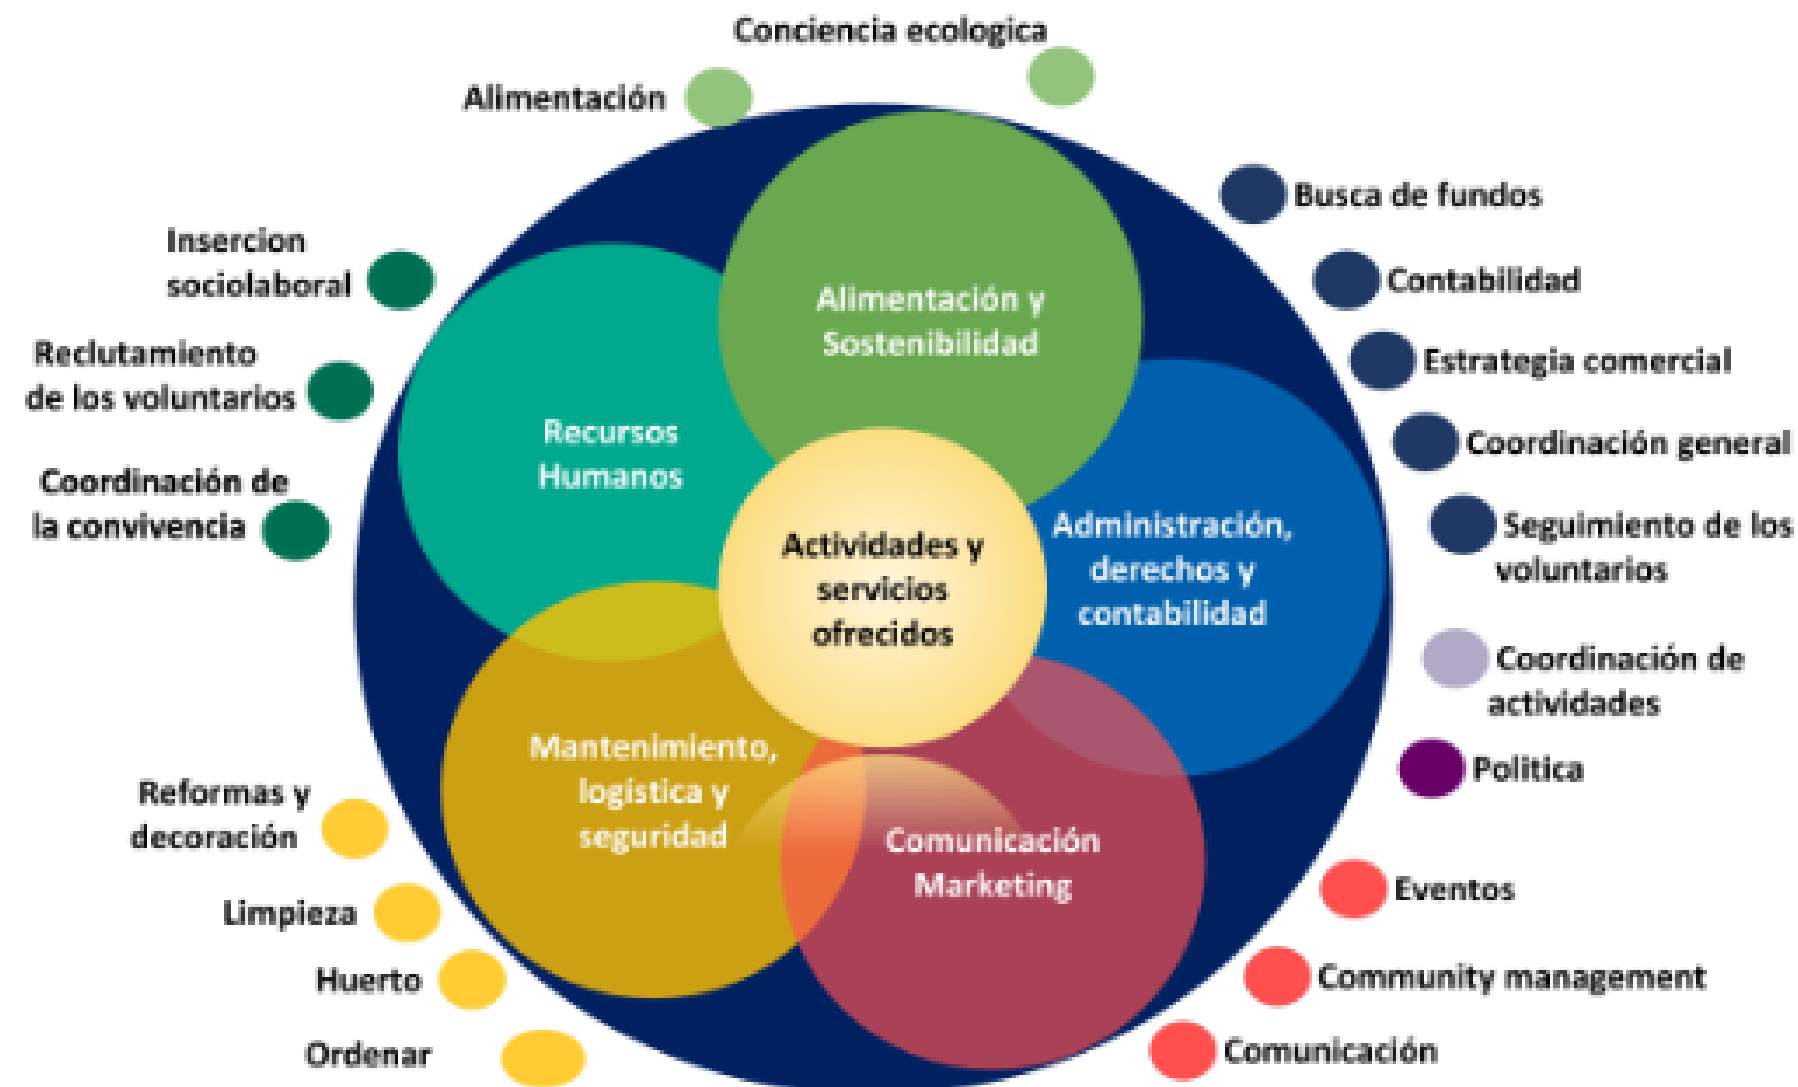 Conciencia ecologica
Alimentación
Busca de fundos
Contabilidad
Estrategia comercial
Coordinación general
Seguimiento de los
voluntarios
Coordinación de
actividades
Politica
Eventos
Community management
Comunicación
Insercion
sociolaboral
Reclutamiento
de los voluntarios
Coordinación de
la convivencia
Reformas y
decoración
Limpieza
Huerto
Ordenar
Alimentación y
Sostenibilidad
Recursos
Humanos
Administración,
derechos y
contabilidad
Actividades y
servicios
ofrecidos
Mantenimiento,
logística y
seguridad
Comunicación
Marketing